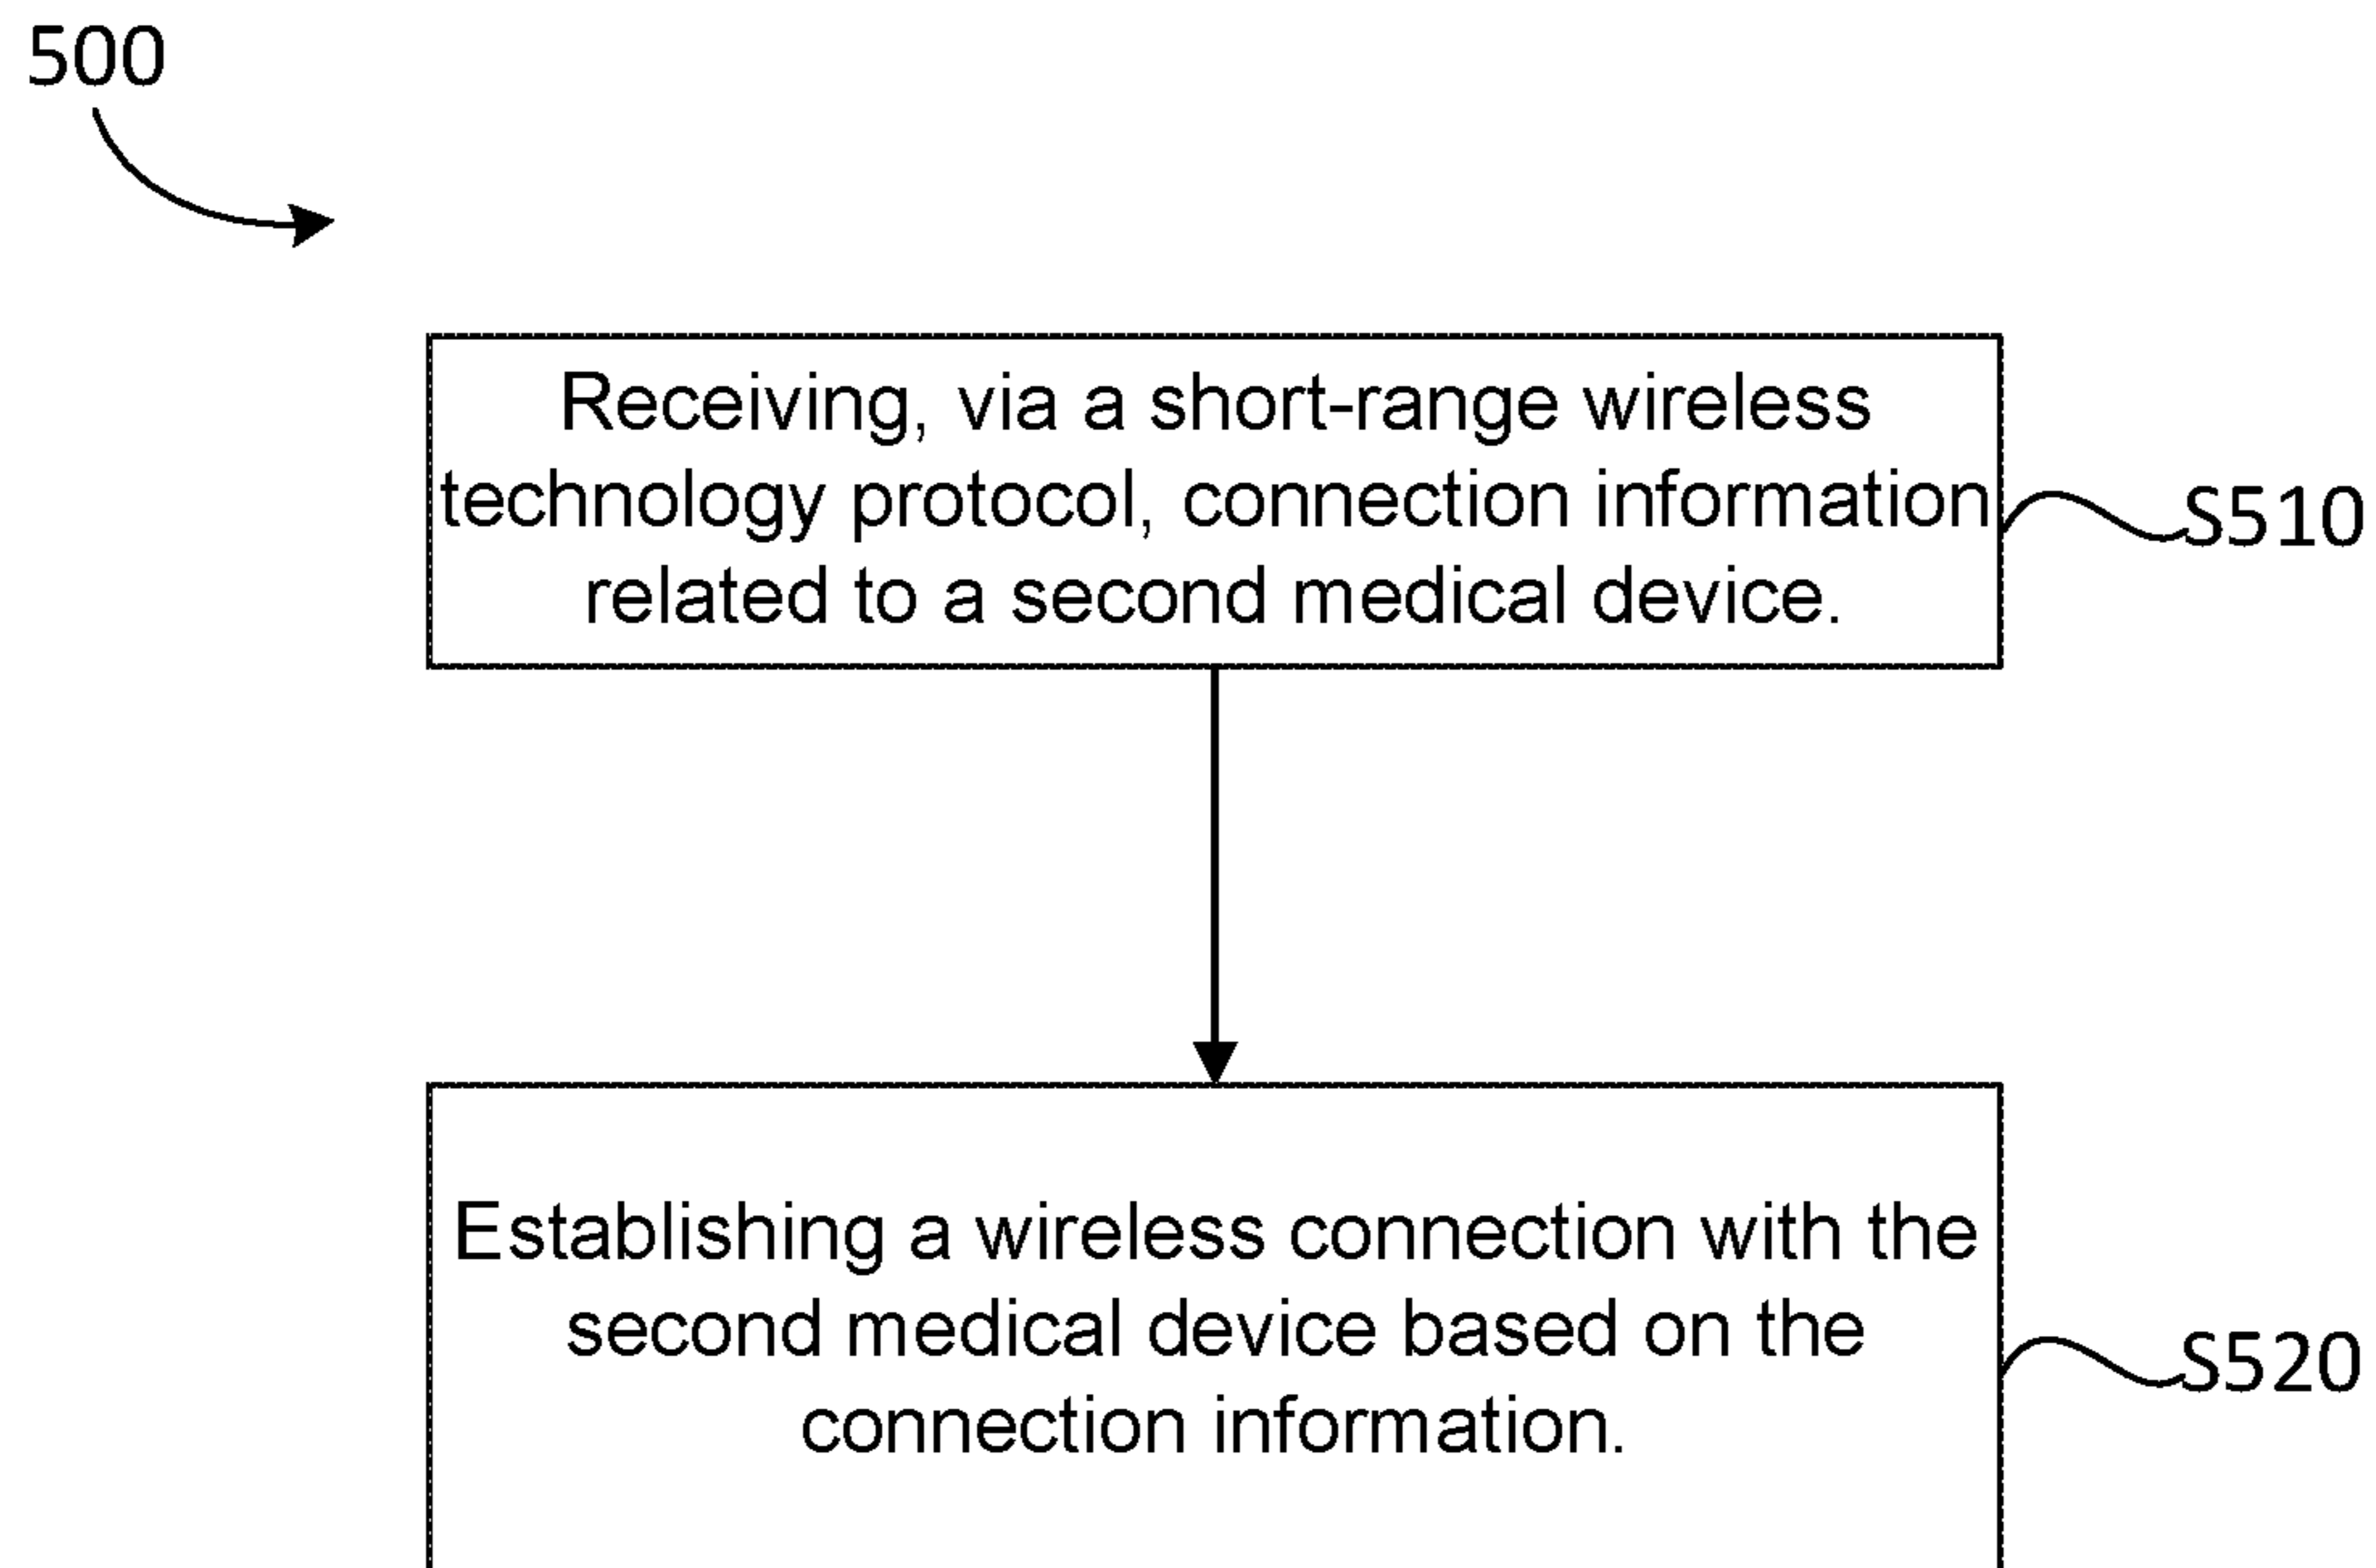 500
Receiving, via a short-range wireless
technology protocol, connection information
related to a second medical device.
S510
Establishing a wireless connection with the
second medical device based on the
connection information.
S520